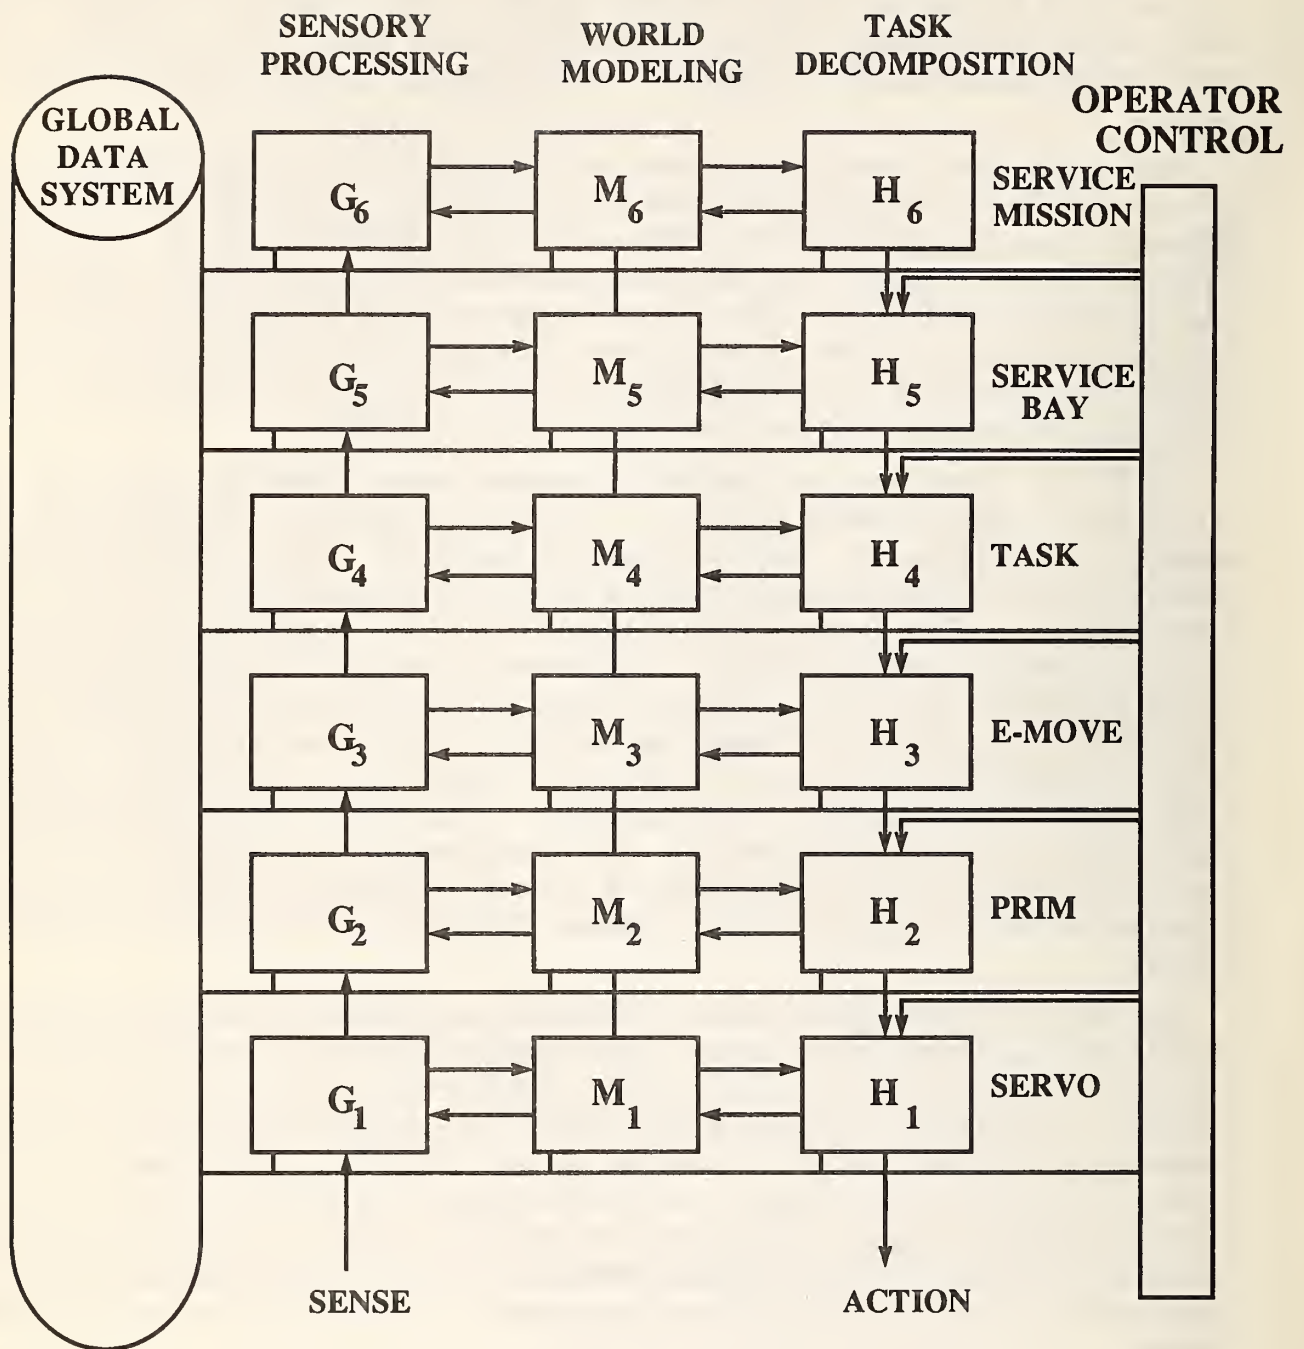 SENSORY
PROCESSING
WORLD
MODELING
TASK
DECOMPOSITION
OPERATOR
CONTROL
GLOBAL
DATA
SYSTEM
G6
M6
H6
SERVICE
MISSION
G5
M5
H5
SERVICE
BAY
G4
M4
H4
TASK
G3
M3
H3
E-MOVE
G2
M2
H2
PRIM
G1
M1
H1
SERVO
SENSE
ACTION